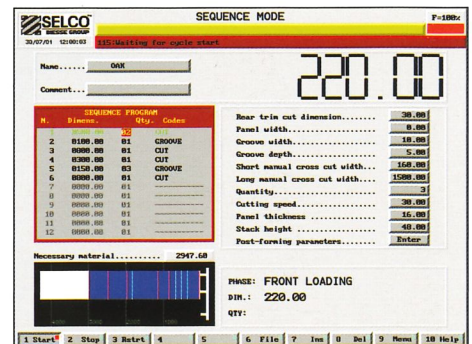 SELCO
BIESSE GROUP
SEQUENCE MODE
F=100%
30/07/01 12:00:03 115:Waiting for cycle start
Name...... OAK
Comment...
220.00
SEQUENCE PROGRAM
N. Dimens. Qty. Codes
2 0100.00 01 GROOVE
3 0000.00 01 CUT
4 0300.00 01 CUT
5 0150.00 03 GROOVE
6 0000.00 01 CUT
7 0000.00 01 ----------
8 0000.00 01 ----------
9 0000.00 01 ----------
10 0000.00 01 ----------
11 0000.00 01 ----------
12 0000.00 01 ----------
Rear trim cut dimension........ 30.00
Panel width.................... 0.00
Groove width................... 10.00
Groove depth................... 5.00
Short manual cross cut width... 160.00
Long manual cross cut width.... 1500.00
Quantity....................... 3
Cutting speed.................. 30.00
Panel thickness ............... 16.00
Stack height .................. 48.00
Post-forming parameters........ Enter
Necessary material.......... 2947.60
PHASE: FRONT LOADING
DIM.: 220.00
QTY:
1 Start 2 Stop 3 Rstrt 4 5 6 File 7 Ins 8 Del 9 Menu 10 Help